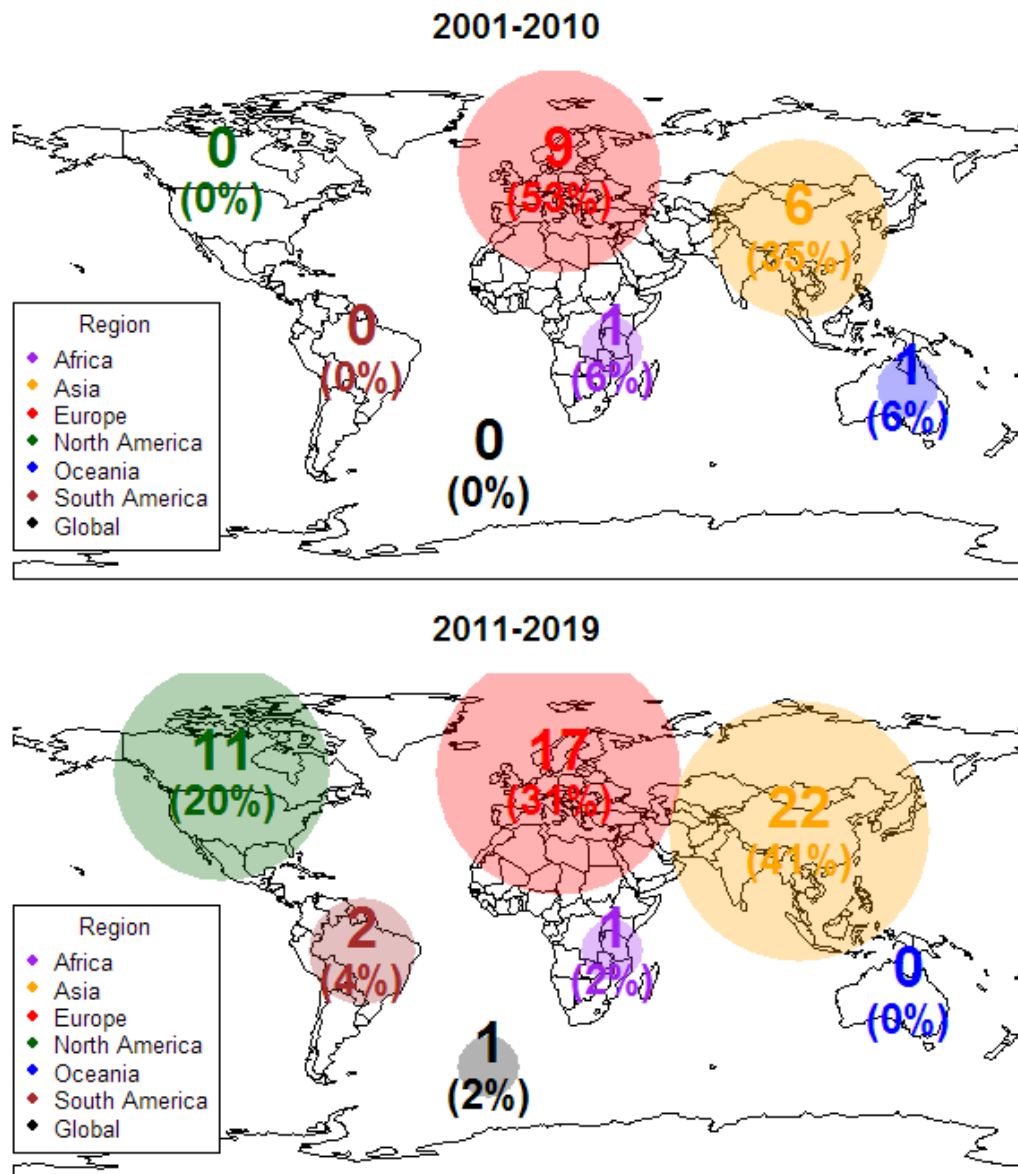 2001-2010
0
(0%)
9
(53%)
6
(35%)
0
(0%)
1
(6%)
1
(6%)
0
(0%)
Region
Africa
Asia
Europe
North America
Oceania
South America
Global
2011-2019
11
(20%)
17
(31%)
22
(41%)
2
(4%)
1
(2%)
0
(0%)
1
(2%)
Region
Africa
Asia
Europe
North America
Oceania
South America
Global